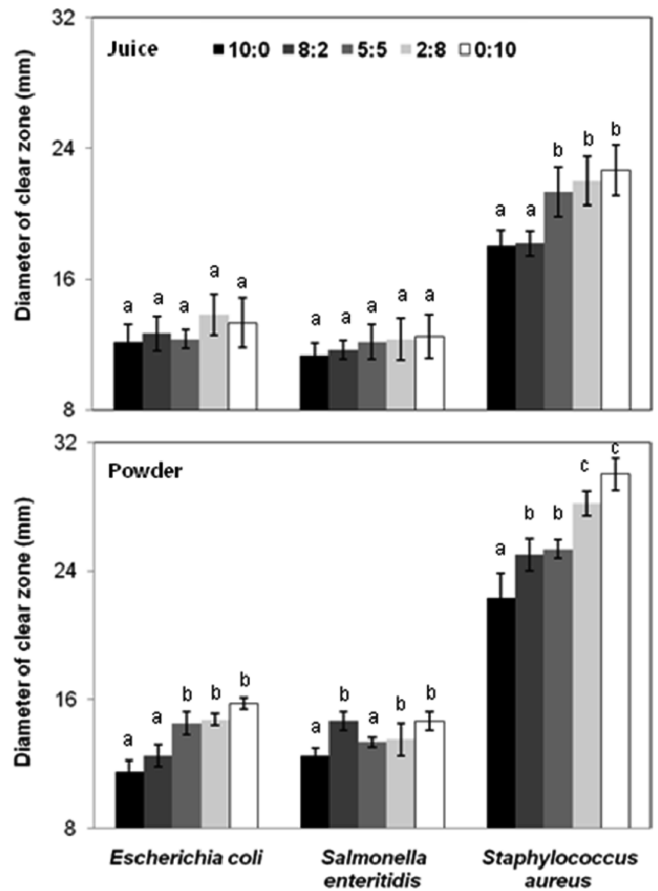 32
Juice 10:0 8:2 5:5 2:8 0:10
b b
b
24
a a
Diameter of clear zone (mm)
16
a a a a a
a a a a a
8
32
Powder
c
c
b b
a
24
Diameter of clear zone (mm)
16
a a b b b
a b a b b
8
Escherichia coli Salmonella enteritidis Staphylococcus aureus